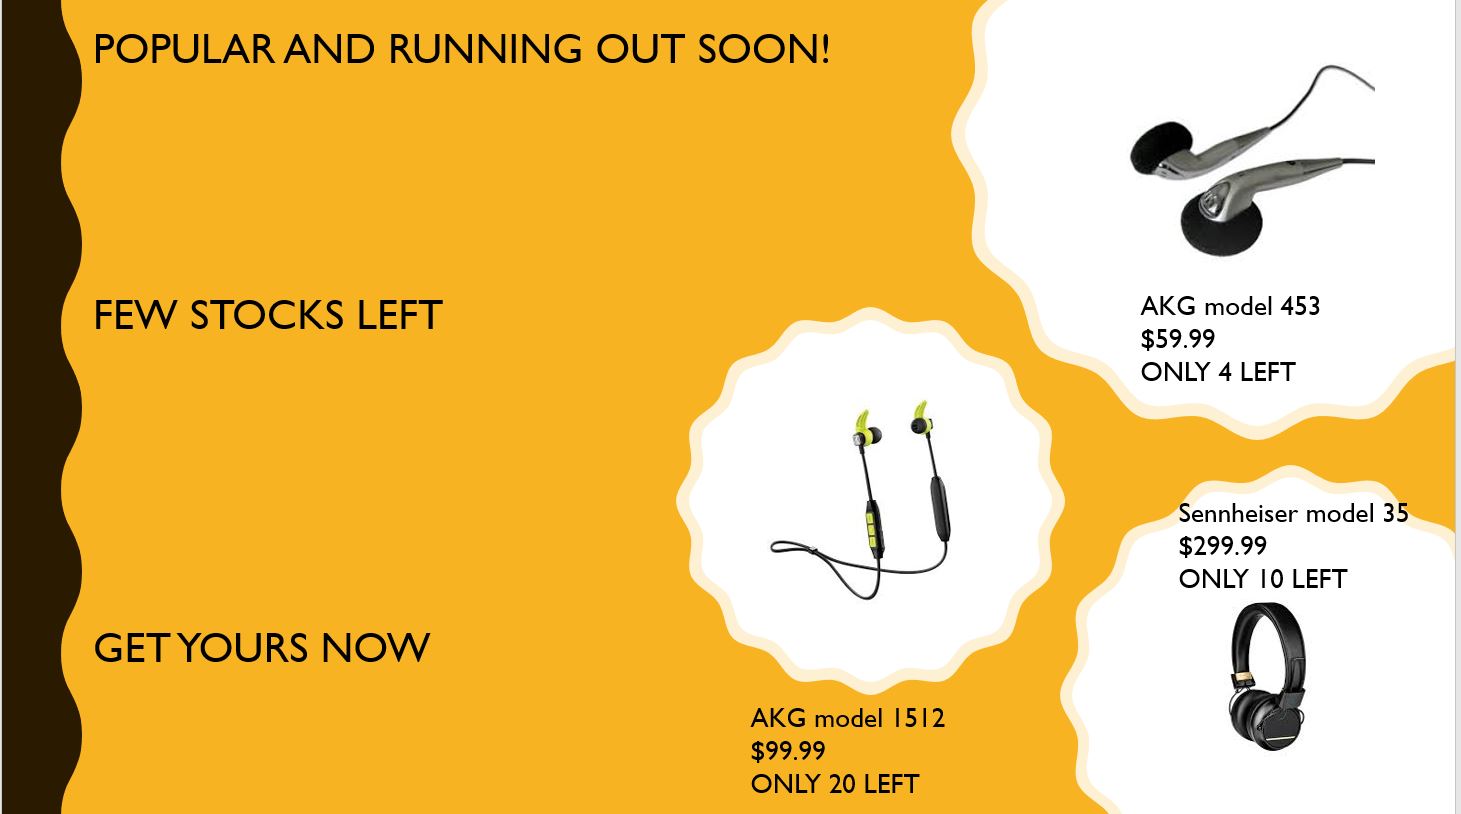 POPULAR AND RUNNING OUT SOON!
FEW STOCKS LEFT
GET YOURS NOW
AKG model 453
$59.99
ONLY 4 LEFT
Sennheiser model 35
$299.99
ONLY 10 LEFT
AKG model 1512
$99.99
ONLY 20 LEFT